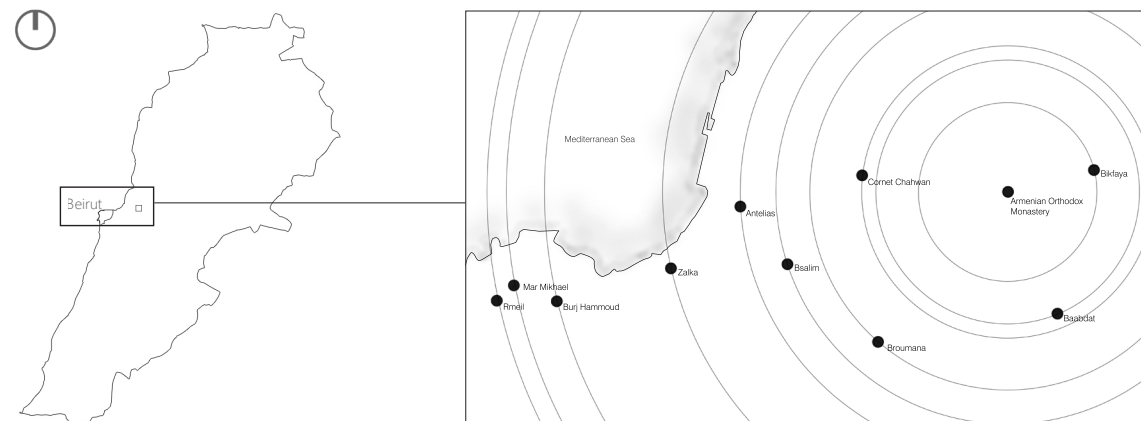 Beirut
Mediterranean Sea
Cornet Chahwan
Bikfaya
Armenian Orthodox
Monastery
Antelias
Bsalim
Zalka
Mar Mikhael
Rmeil
Burj Hammoud
Baabdat
Broumana